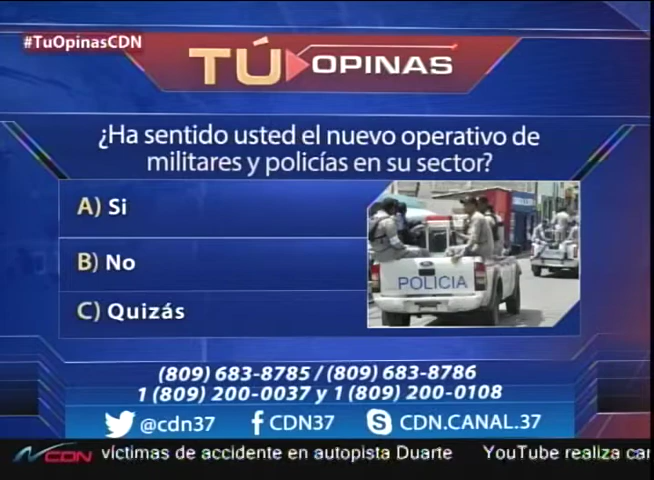 #TuOpinasCDN
TÚ OPINAS
¿Ha sentido usted el nuevo operativo de
militares y policías en su sector?
A) Si
B) No
C) Quizás
POLICIA
(809) 683-8785 / (809) 683-8786
1 (809) 200-0037 y 1 (809) 200-0108
@cdn37 CDN37 CDN.CANAL.37
CDN víctimas de accidente en autopista Duarte YouTube realiza